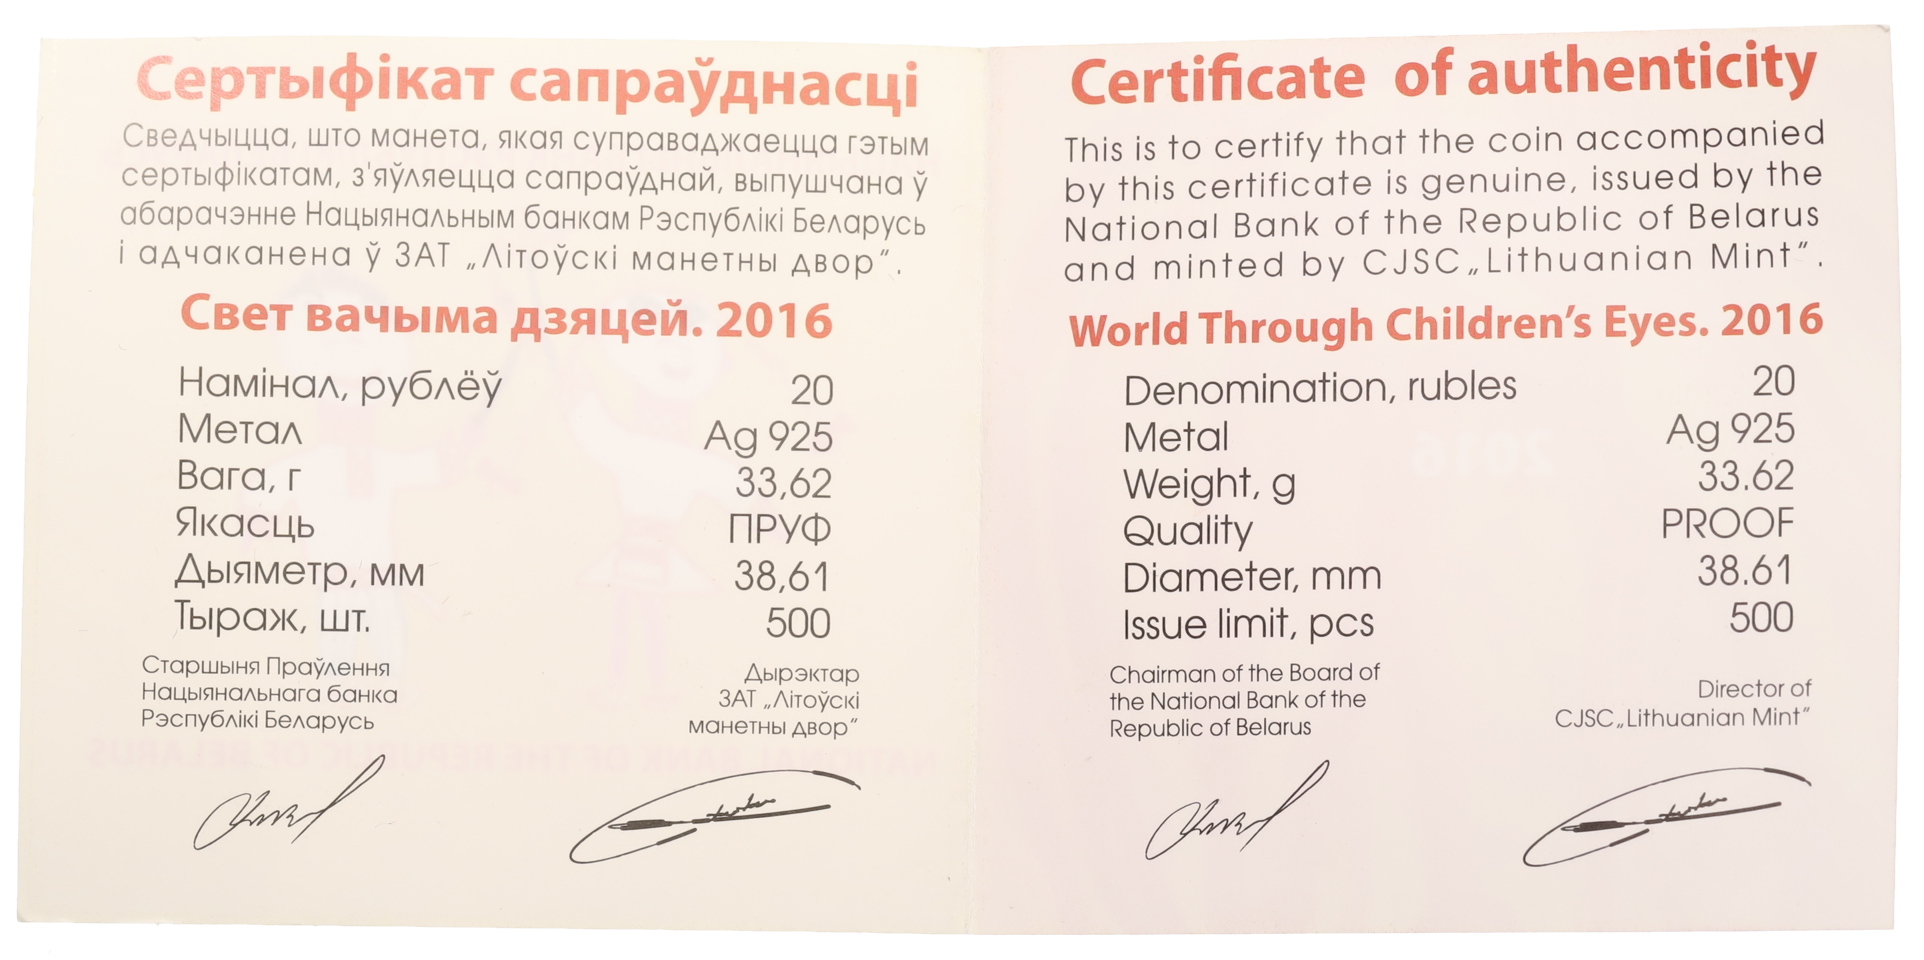 Сертыфікат сапраўднасці
Сведчыцца, што манета, якая суправаджаецца гэтым
сертыфікатам, з'яўляецца сапраўднай, выпушчана ў
абарачэнне Нацыянальным банкам Рэспублікі Беларусь
і адчаканена ў ЗАТ „Літоўскі манетны двор”.
Свет вачыма дзяцей. 2016
Намінал, рублёў 20
Метал Ag 925
Вага, г 33,62
Якасць ПРУФ
Дыяметр, мм 38,61
Тыраж, шт. 500
Старшыня Праўлення
Нацыянальнага банка
Рэспублікі Беларусь
Дырэктар
ЗАТ „Літоўскі
манетны двор”
Certificate of authenticity
This is to certify that the coin accompanied
by this certificate is genuine, issued by the
National Bank of the Republic of Belarus
and minted by CJSC „Lithuanian Mint”.
World Through Children’s Eyes. 2016
Denomination, rubles 20
Metal Ag 925
Weight, g 33.62
Quality PROOF
Diameter, mm 38.61
Issue limit, pcs 500
Chairman of the Board of
the National Bank of the
Republic of Belarus
Director of
CJSC „Lithuanian Mint”